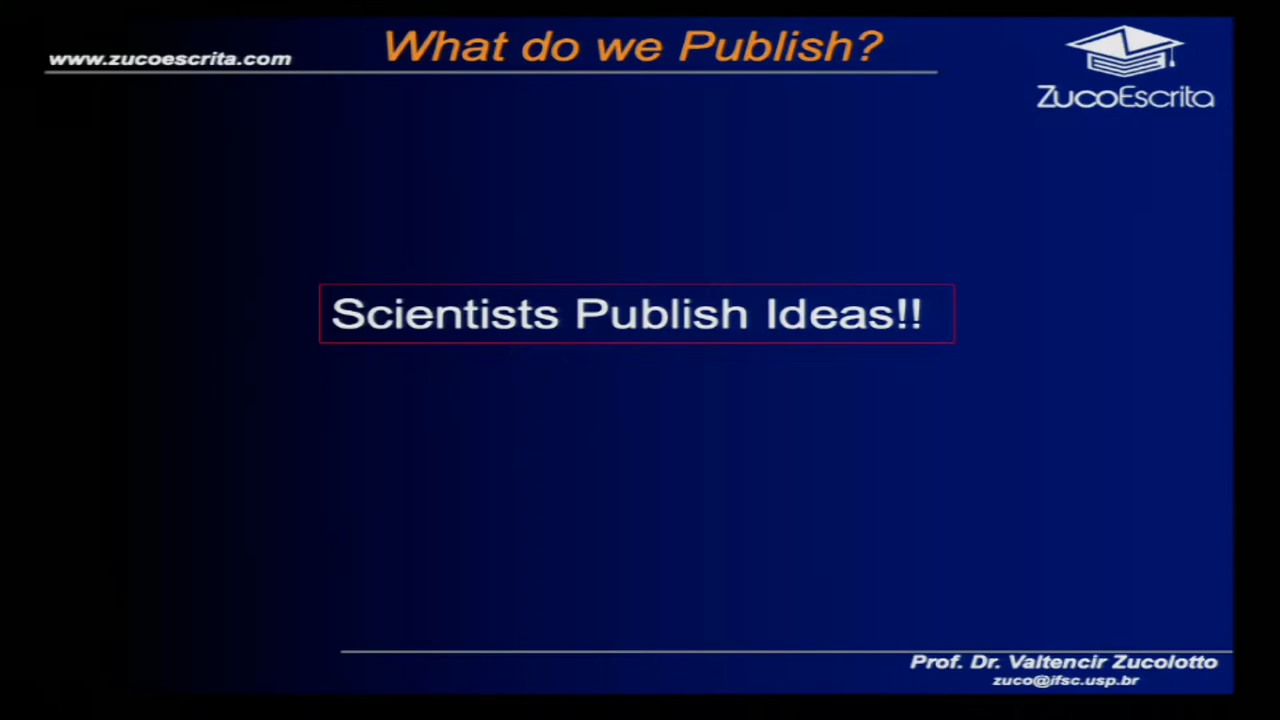 www.zucoescrita.com
What do we Publish?
ZucoEscrita
Scientists Publish Ideas!!
Prof. Dr. Valtencir Zucolotto
zuco@ifsc.usp.br